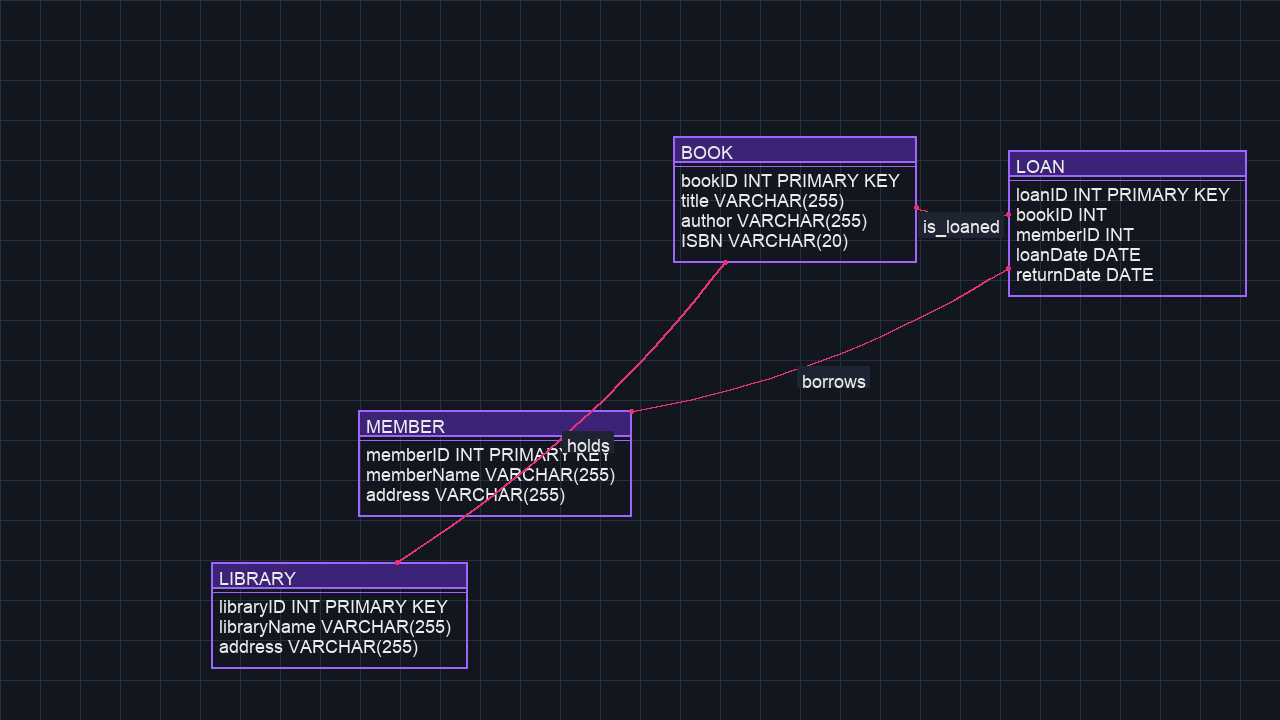 BOOK
bookID INT PRIMARY KEY
title VARCHAR(255)
author VARCHAR(255)
ISBN VARCHAR(20)
is_loaned
LOAN
loanID INT PRIMARY KEY
bookID INT
memberID INT
loanDate DATE
returnDate DATE
borrows
MEMBER
holds
memberID INT PRIMARY KEY
memberName VARCHAR(255)
address VARCHAR(255)
LIBRARY
libraryID INT PRIMARY KEY
libraryName VARCHAR(255)
address VARCHAR(255)